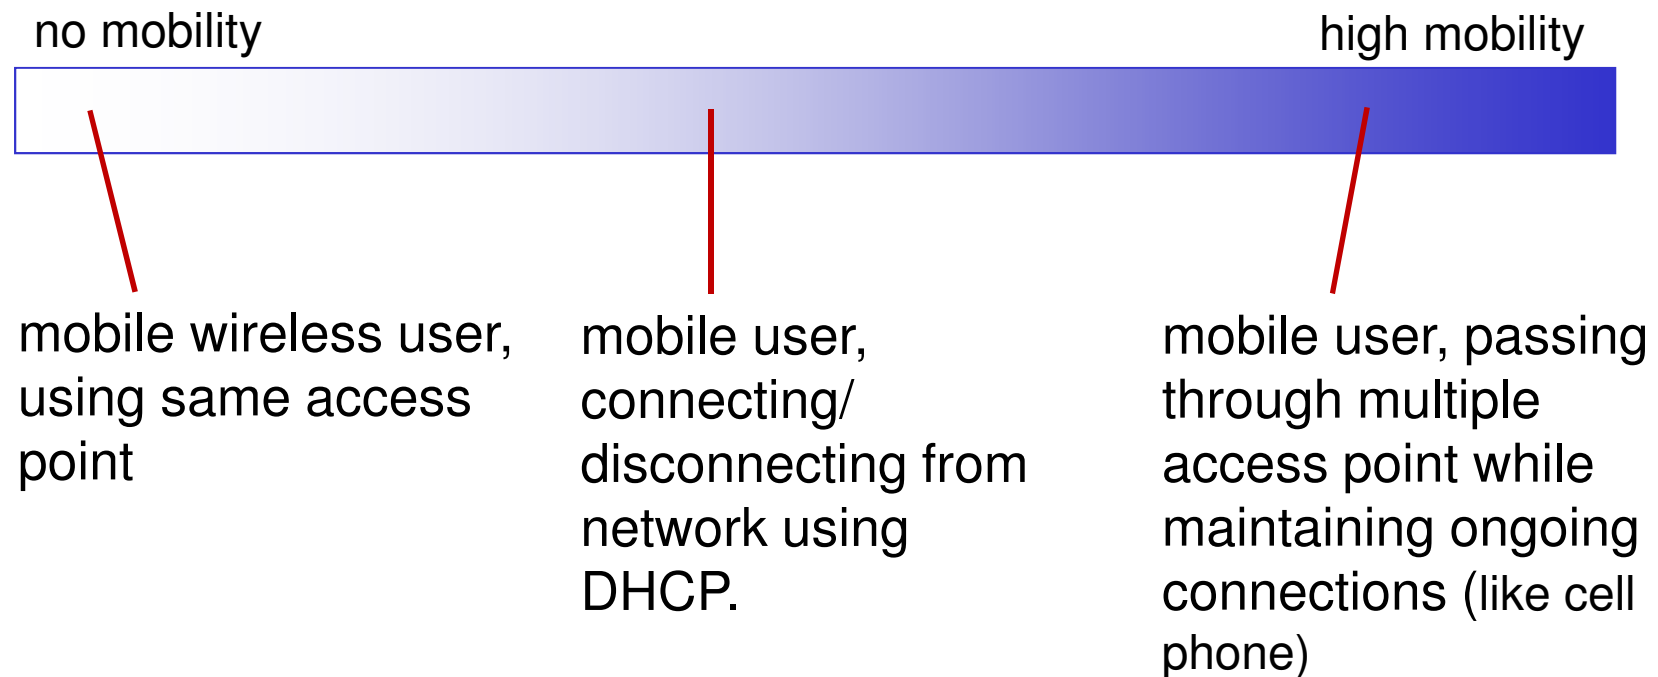 no mobility
high mobility
mobile wireless user,
using same access
point
mobile user,
connecting/
disconnecting from
network using
DHCP.
mobile user, passing
through multiple
access point while
maintaining ongoing
connections (like cell
phone)